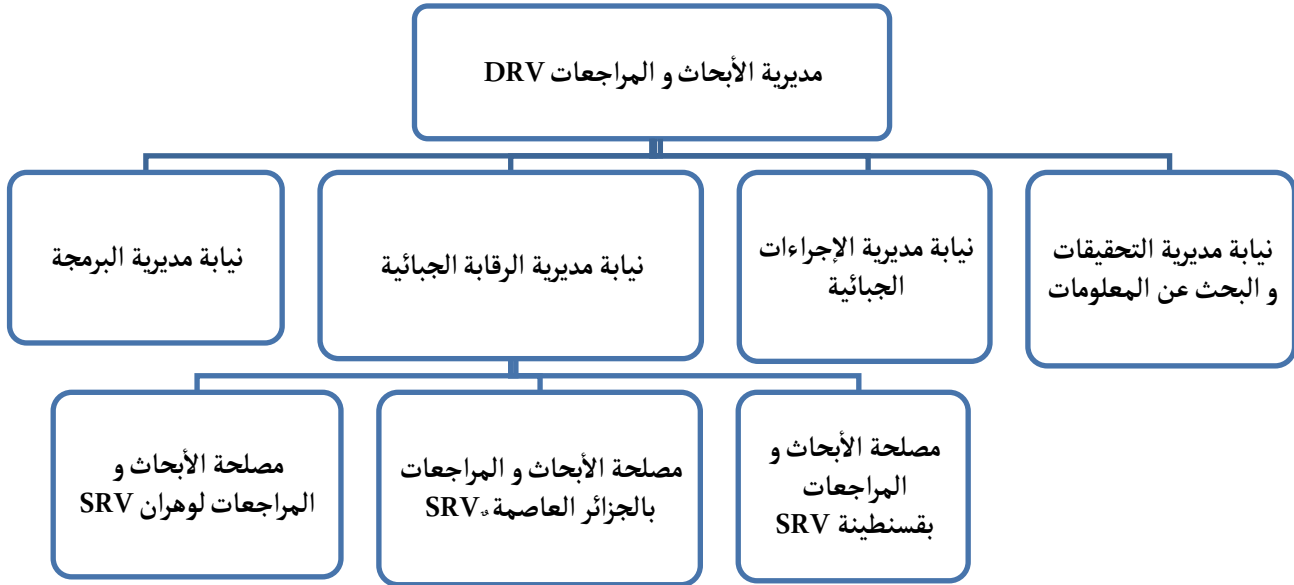 مديرية الأبحاث و المراجعات DRV
نيابة مديرية التحقيقات
و البحث عن المعلومات
نيابة مديرية الإجراءات
الجبائية
نيابة مديرية الرقابة الجبائية
نيابة مديرية البرمجة
مصلحة الأبحاث و
المراجعات
بقسنطينة SRV
مصلحة الأبحاث و المراجعات
بالجزائر العاصمة SRV
مصلحة الأبحاث و
المراجعات لوهران SRV